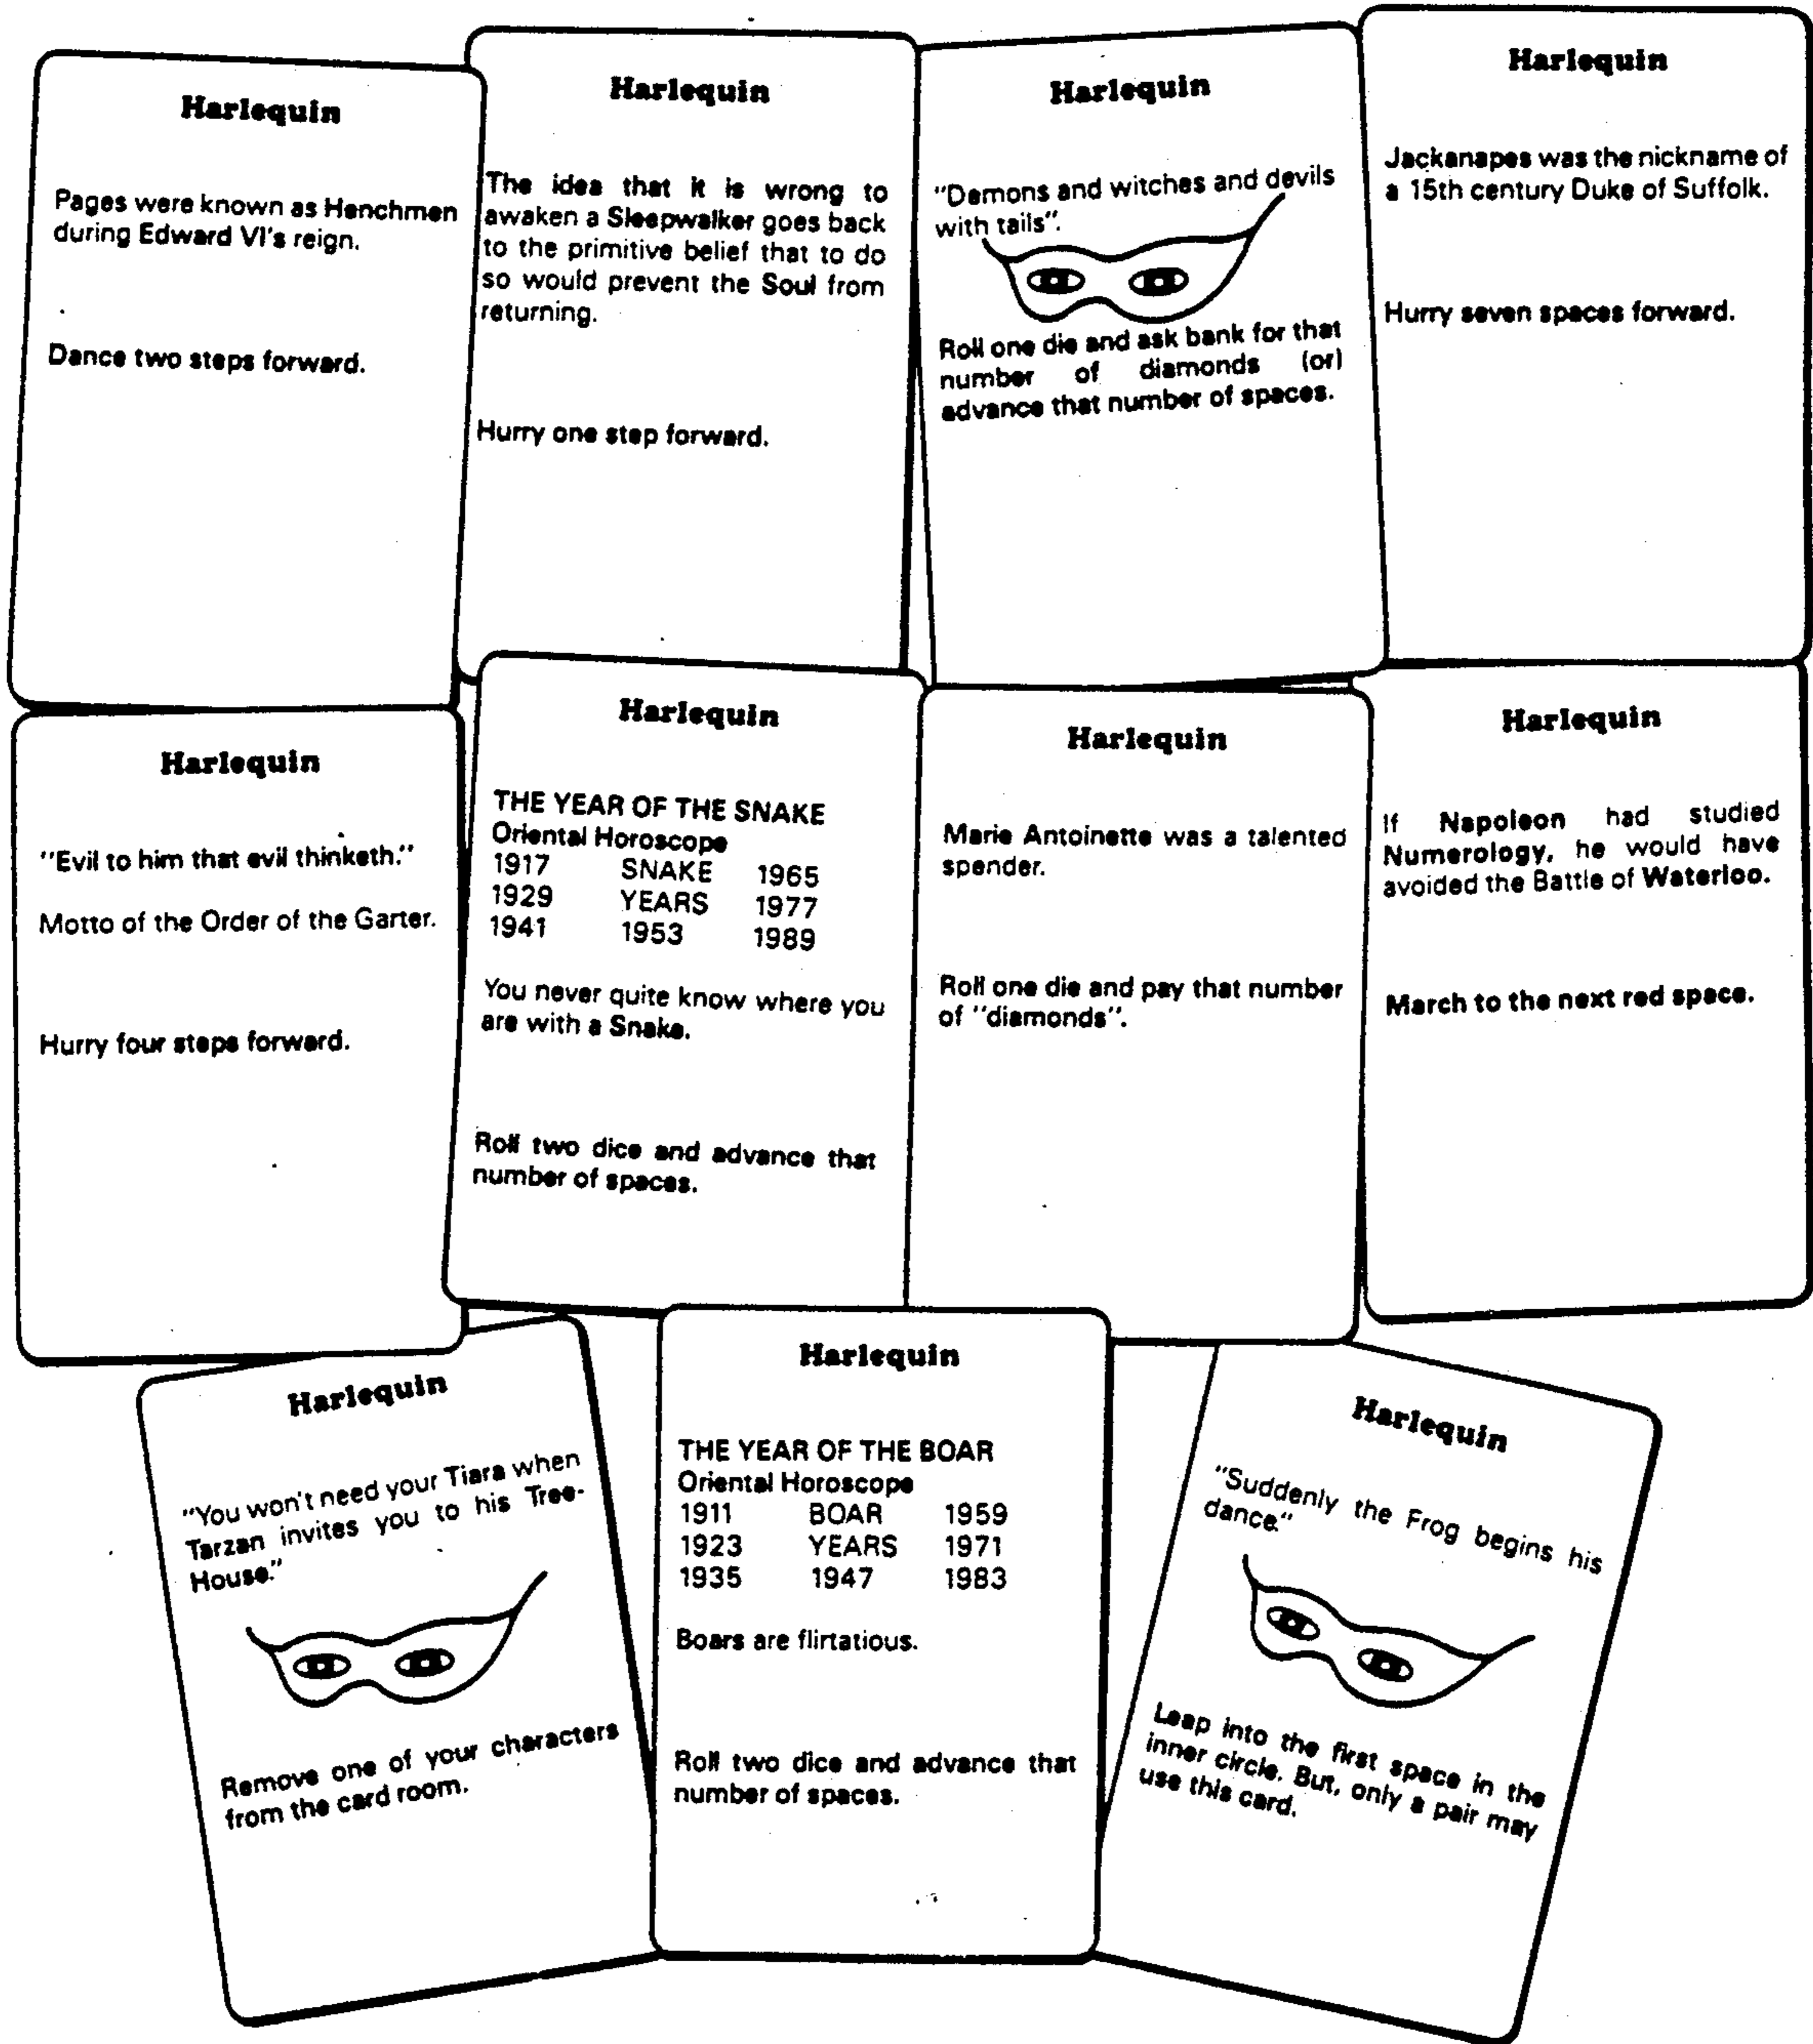 Harlequin
Pages were known as Henchmen
during Edward VI's reign.
Dance two steps forward.
Harlequin
The idea that it is wrong to
awaken a Sleepwalker goes back
to the primitive belief that to do
so would prevent the Soul from
returning.
Hurry one step forward.
Harlequin
"Demons and witches and devils
with tails".
Roll one die and ask bank for that
number of diamonds (or)
advance that number of spaces.
Harlequin
Jackanapes was the nickname of
a 15th century Duke of Suffolk.
Hurry seven spaces forward.
Harlequin
"Evil to him that evil thinketh."
Motto of the Order of the Garter.
Hurry four steps forward.
Harlequin
THE YEAR OF THE SNAKE
Oriental Horoscope
1917 SNAKE 1965
1929 YEARS 1977
1941 1953 1989
You never quite know where you
are with a Snake.
Roll two dice and advance that
number of spaces.
Harlequin
Marie Antoinette was a talented
spender.
Roll one die and pay that number
of "diamonds".
Harlequin
If Napoleon had studied
Numerology, he would have
avoided the Battle of Waterloo.
March to the next red space.
Harlequin
"You won't need your Tiara when
Tarzan invites you to his Tree-
House."
Remove one of your characters
from the card room.
Harlequin
THE YEAR OF THE BOAR
Oriental Horoscope
1911 BOAR 1959
1923 YEARS 1971
1935 1947 1983
Boars are flirtatious.
Roll two dice and advance that
number of spaces.
Harlequin
"Suddenly the Frog begins his
dance."
Leap into the first space in the
inner circle. But, only a pair may
use this card.